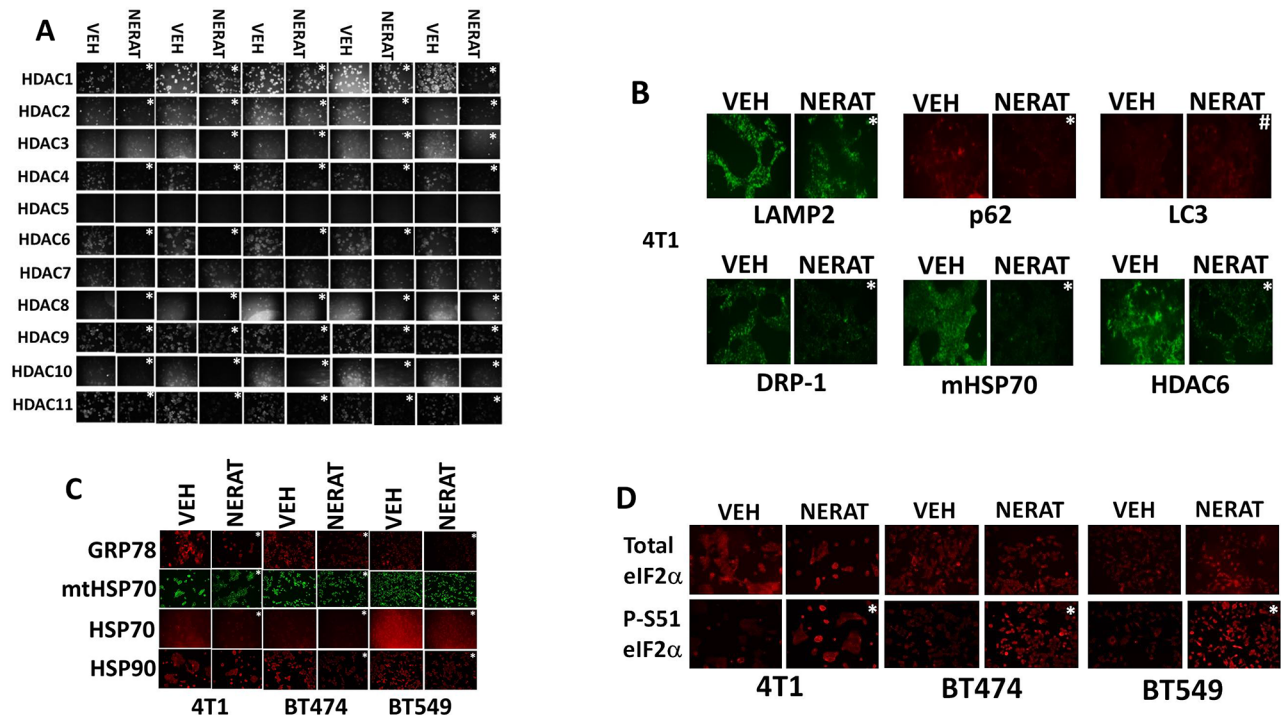 A
VEH NERAT VEH NERAT VEH NERAT VEH NERAT VEH NERAT
HDAC1 * * * * *
HDAC2 * * * * *
HDAC3 * * * *
HDAC4 * * * * *
HDAC5
HDAC6 * * * * *
HDAC7
HDAC8 * * * * *
HDAC9 * * * * *
HDAC10 * * * * *
HDAC11 * * * * *
B
4T1
VEH NERAT VEH NERAT VEH NERAT
* * #
LAMP2 p62 LC3
VEH NERAT VEH NERAT VEH NERAT
* * *
DRP-1 mHSP70 HDAC6
C
VEH NERAT VEH NERAT VEH NERAT
GRP78 * * *
mtHSP70 * *
HSP70 * * *
HSP90 * *
4T1 BT474 BT549
D
VEH NERAT VEH NERAT VEH NERAT
Total
eIF2α
P-S51
eIF2α
* * *
4T1 BT474 BT549